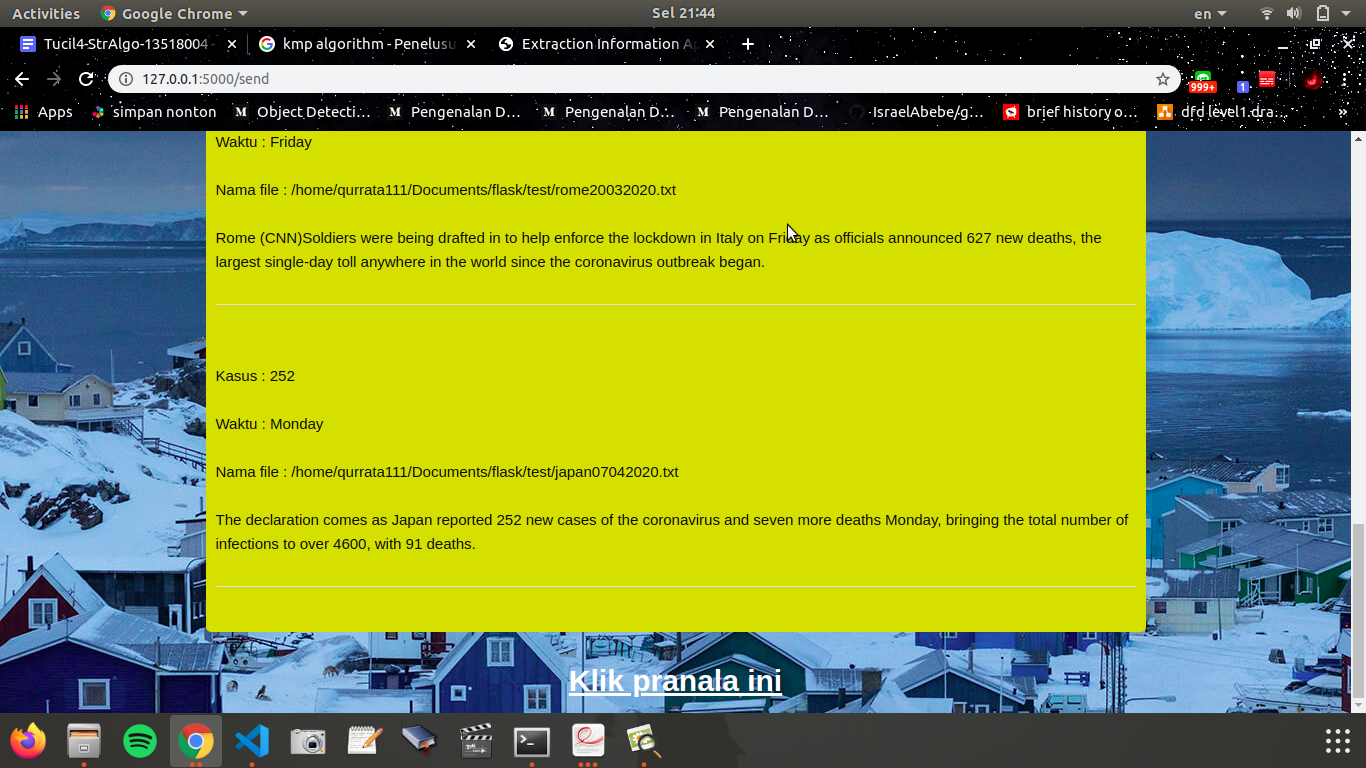 Activities
Google Chrome
Sel 21:44
en
Tucil4-StrAlgo-13518004
kmp algorithm - Penelusu
Extraction Information Ap
127.0.0.1:5000/send
999+
1
Apps
simpan nonton
M Object Detecti…
M Pengenalan D…
M Pengenalan D…
M Pengenalan D…
IsraelAbebe/g…
brief history o…
dfd level1.dra…
»
Waktu : Friday
Nama file : /home/qurrata111/Documents/flask/test/rome20032020.txt
Rome (CNN)Soldiers were being drafted in to help enforce the lockdown in Italy on Friday as officials announced 627 new deaths, the
largest single-day toll anywhere in the world since the coronavirus outbreak began.
Kasus : 252
Waktu : Monday
Nama file : /home/qurrata111/Documents/flask/test/japan07042020.txt
The declaration comes as Japan reported 252 new cases of the coronavirus and seven more deaths Monday, bringing the total number of
infections to over 4600, with 91 deaths.
Klik pranala ini